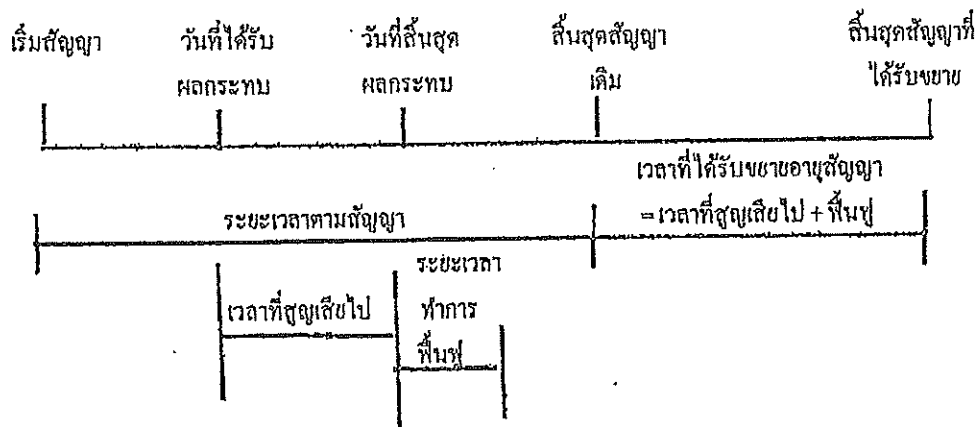 เริ่มสัญญา
วันที่ได้รับ
ผลกระทบ
วันที่สิ้นสุด
ผลกระทบ
สิ้นสุดสัญญา
เดิม
สิ้นสุดสัญญาที่
ได้รับขยาย
เวลาที่ได้รับขยายอายุสัญญา
=เวลาที่สูญเสียไป + ฟื้นฟู
ระยะเวลาตามสัญญา
เวลาที่สูญเสียไป
ระยะเวลา
ทำการ
ฟื้นฟู